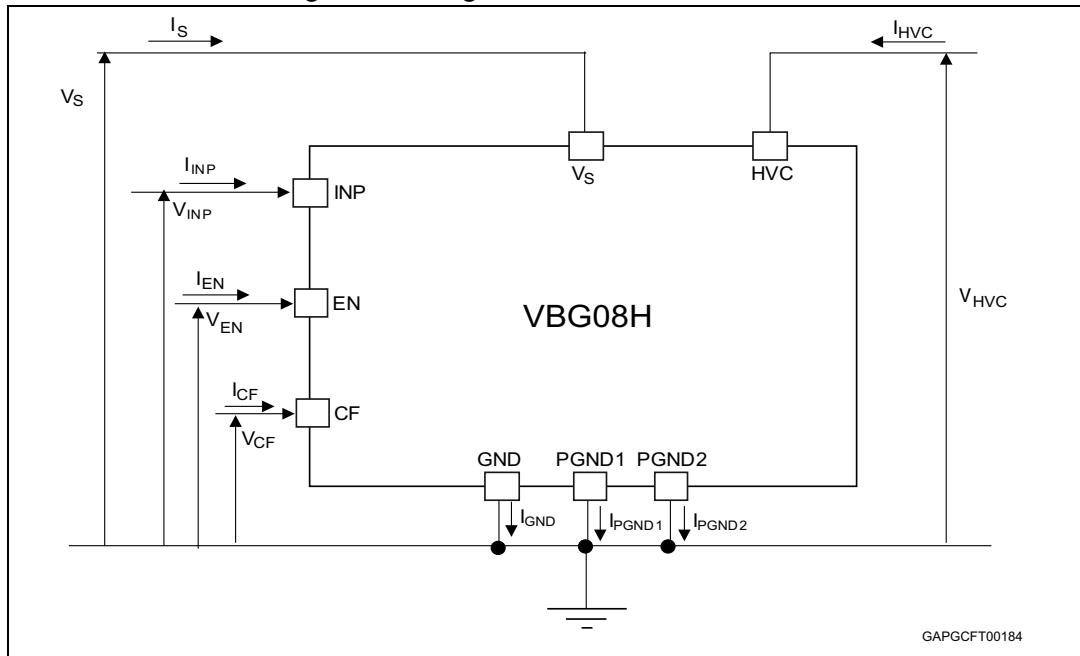 I_S
I_HVC
V_S
V_S
HVC
I_INP
INP
V_INP
I_EN
EN
V_EN
VBG08H
V_HVC
I_CF
CF
V_CF
GND
PGND1
PGND2
I_GND
I_PGND1
I_PGND2
GAPGCFT00184